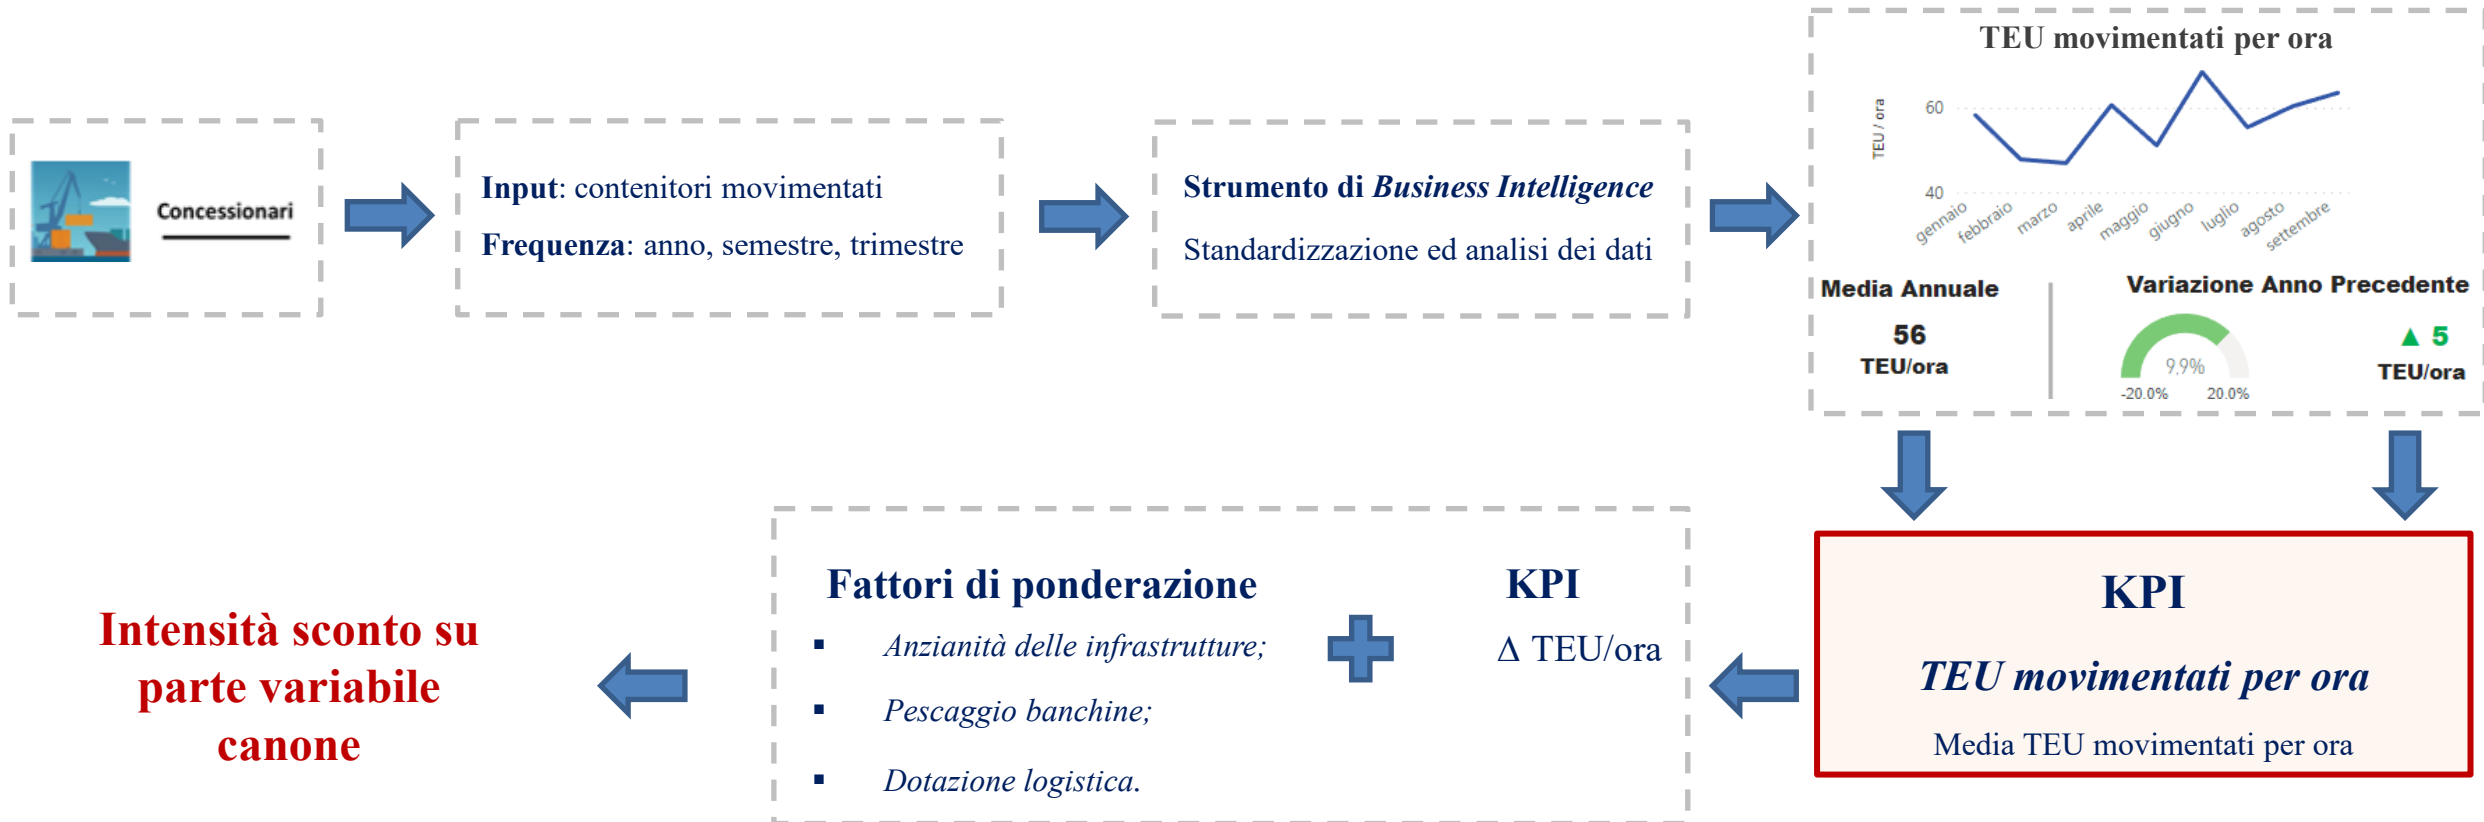 Concessionari
Input: contenitori movimentati
Frequenza: anno, semestre, trimestre
Strumento di Business Intelligence
Standardizzazione ed analisi dei dati
TEU movimentati per ora
TEU / ora
60
40
gennaio
febbraio
marzo
aprile
maggio
giugno
luglio
agosto
settembre
Media Annuale
56
TEU/ora
Variazione Anno Precedente
9,9%
-20.0%
20.0%
▲ 5
TEU/ora
KPI
TEU movimentati per ora
Media TEU movimentati per ora
Fattori di ponderazione
▪ Anzianità delle infrastrutture;
▪ Pescaggio banchine;
▪ Dotazione logistica.
KPI
Δ TEU/ora
Intensità sconto su
parte variabile
canone